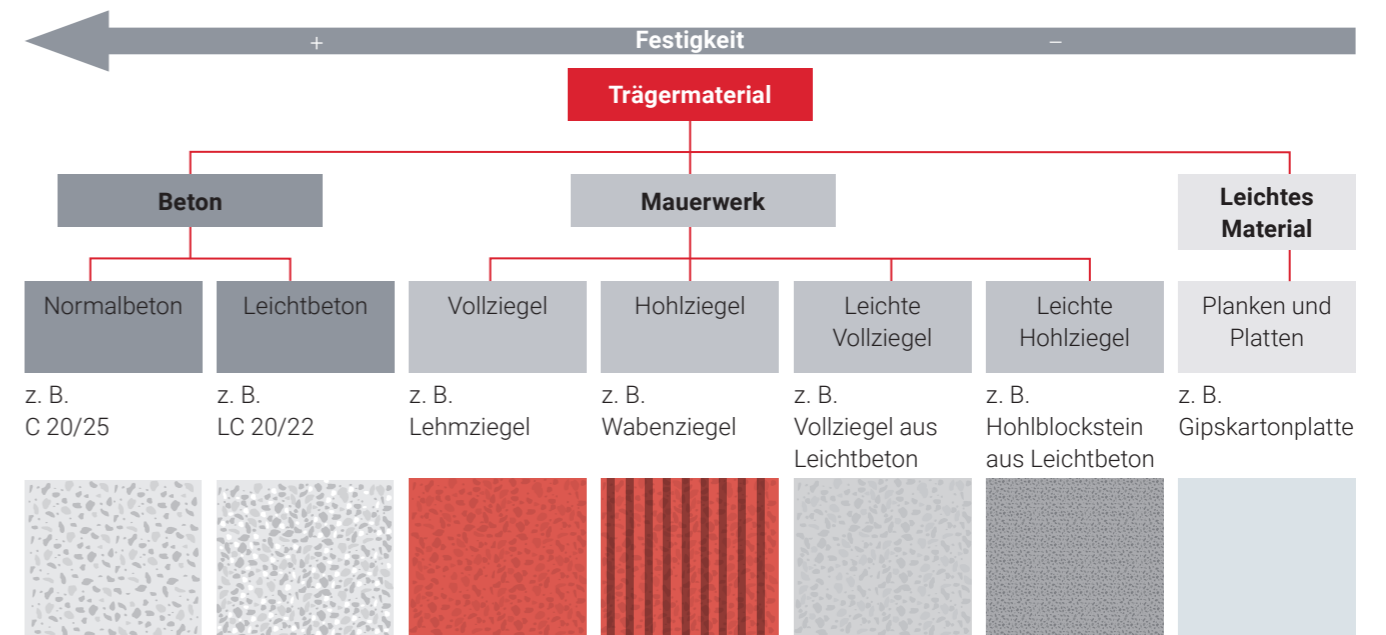 + Festigkeit –
Trägermaterial
Beton
Mauerwerk
Leichtes
Material
Normalbeton
Leichtbeton
Vollziegel
Hohlziegel
Leichte
Vollziegel
Leichte
Hohlziegel
Planken und
Platten
z. B.
C 20/25
z. B.
LC 20/22
z. B.
Lehmziegel
z. B.
Wabenziegel
z. B.
Vollziegel aus
Leichtbeton
z. B.
Hohlblockstein
aus Leichtbeton
z. B.
Gipskartonplatte